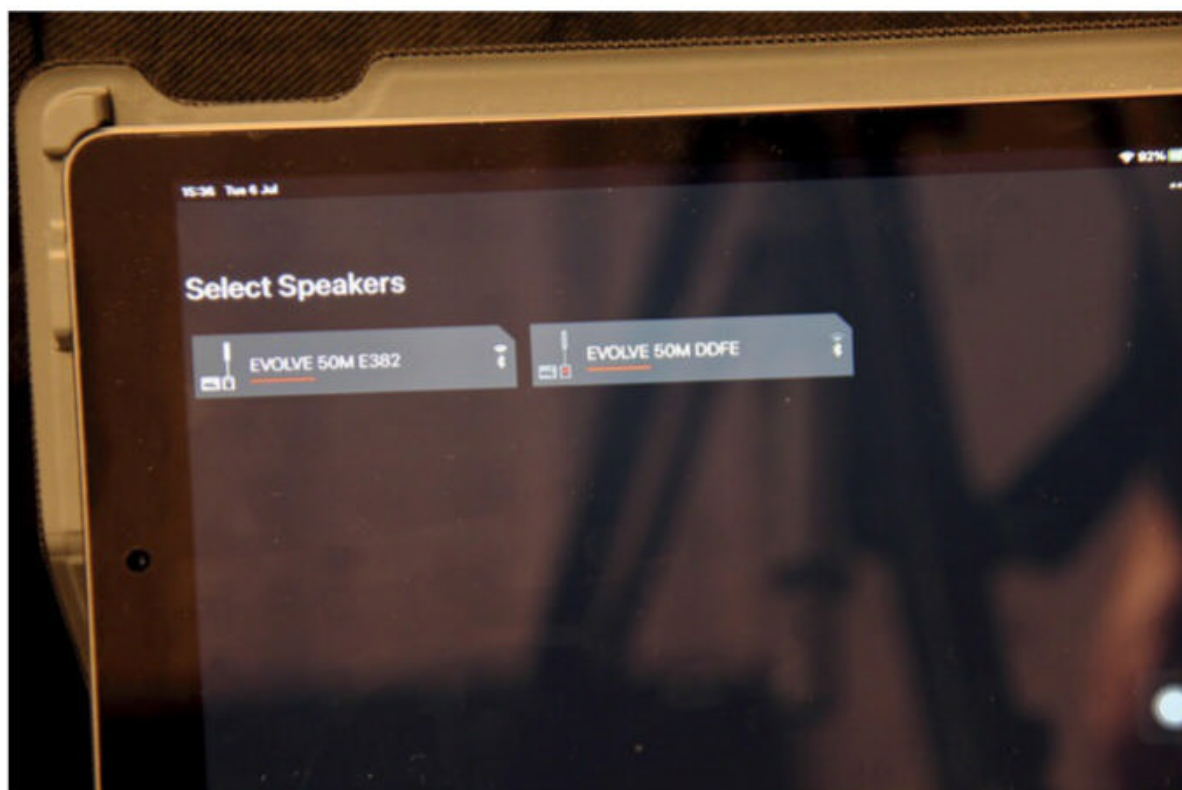 15:36 Tue 6 Jul
92%
Select Speakers
EVOLVE 50M E382
EVOLVE 50M DDFE